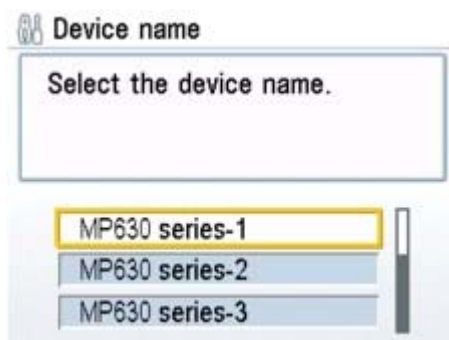 Device name
Select the device name.
MP630 series-1
MP630 series-2
MP630 series-3